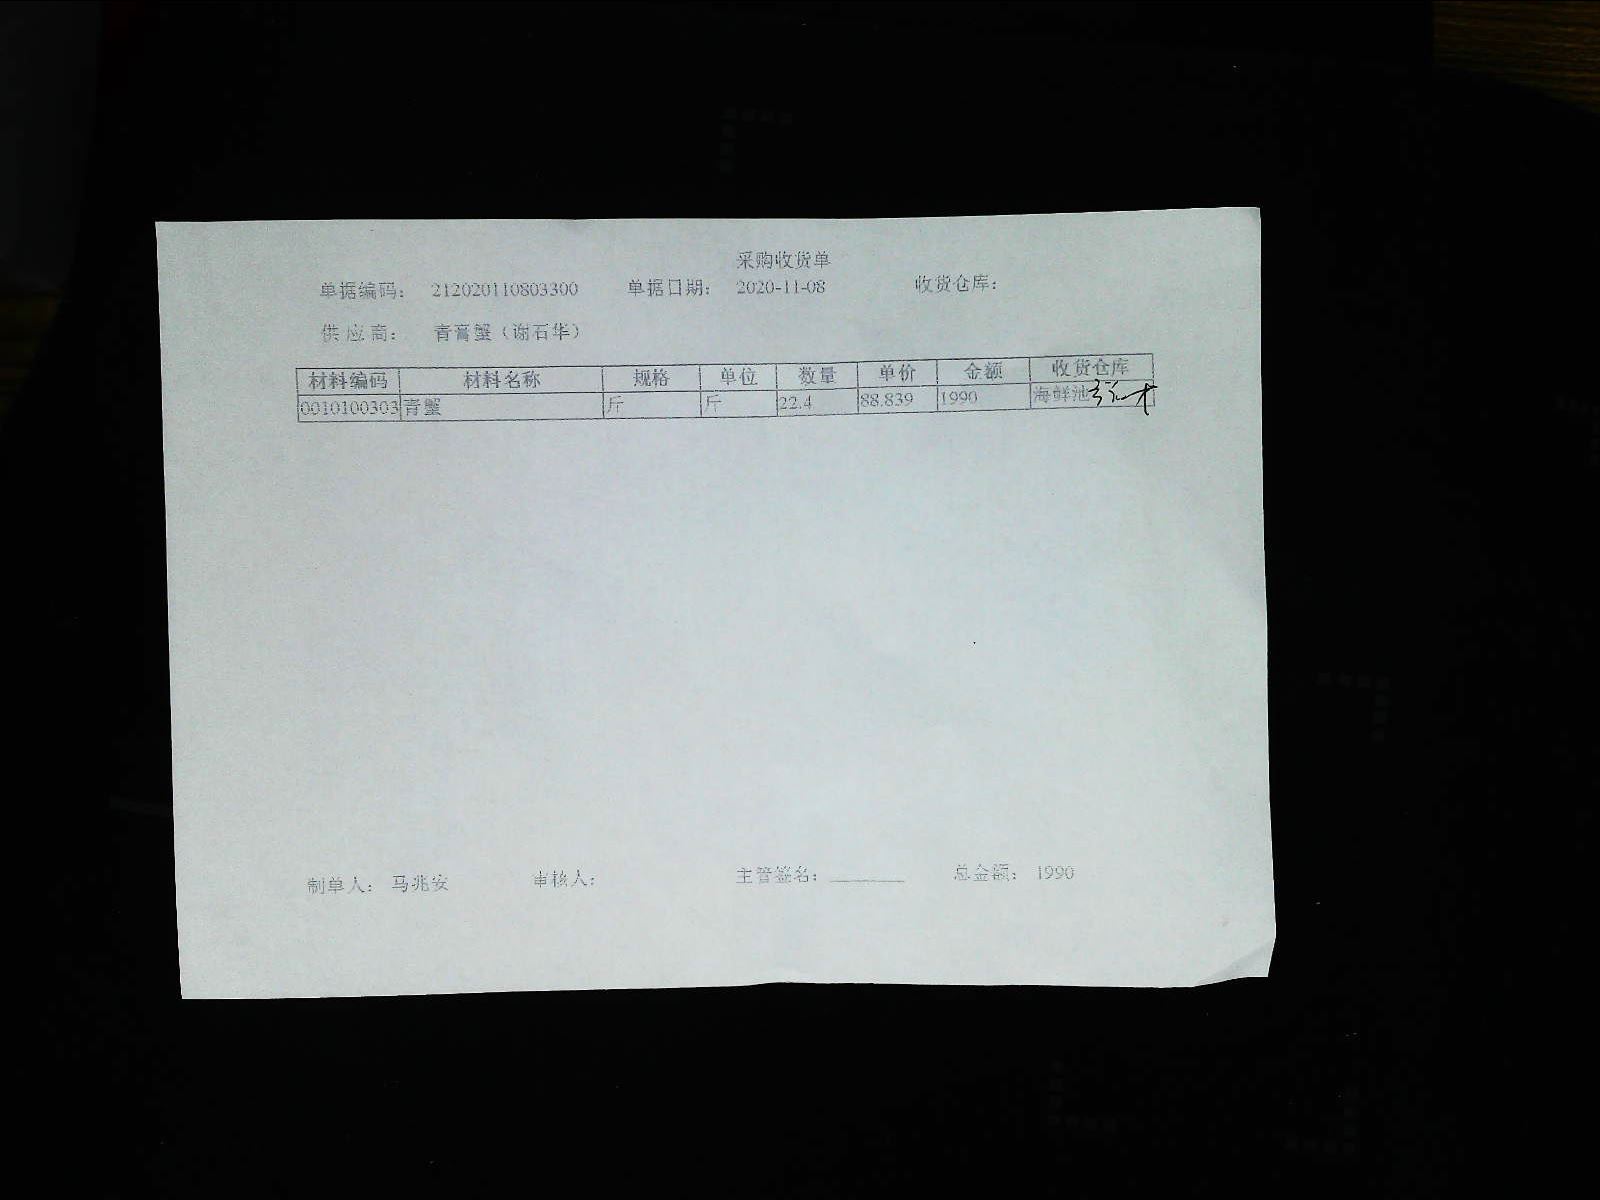 采购收货单
单据编码： 212020110803300 单据日期： 2020-11-08 收货仓库：
供应商： 青膏蟹（谢石华）
材料编码 材料名称 规格 单位 数量 单价 金额 收货仓库
0010100303 青蟹 斤 斤 22.4 88.839 1990 海鲜池
制单人： 马兆安 审核人： 主管签名： 总金额： 1990